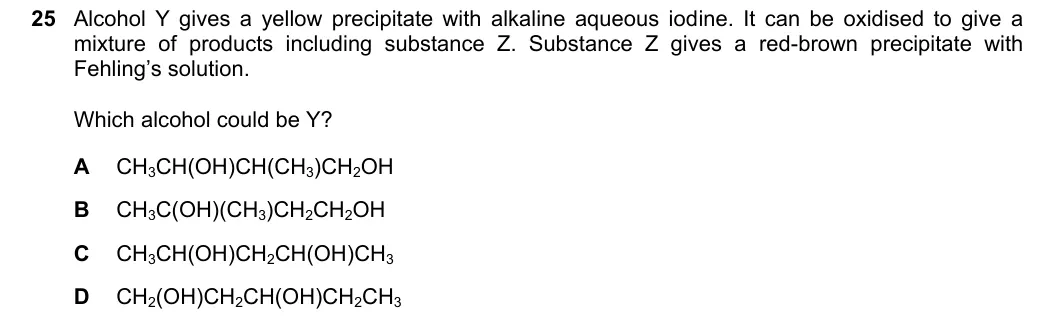 25 Alcohol Y gives a yellow precipitate with alkaline aqueous iodine. It can be oxidised to give a
mixture of products including substance Z. Substance Z gives a red-brown precipitate with
Fehling's solution.
Which alcohol could be Y?
A CH₃CH(OH)CH(CH₃)CH₂OH
B CH₃C(OH)(CH₃)CH₂CH₂OH
C CH₃CH(OH)CH₂CH(OH)CH₃
D CH₂(OH)CH₂CH(OH)CH₂CH₃